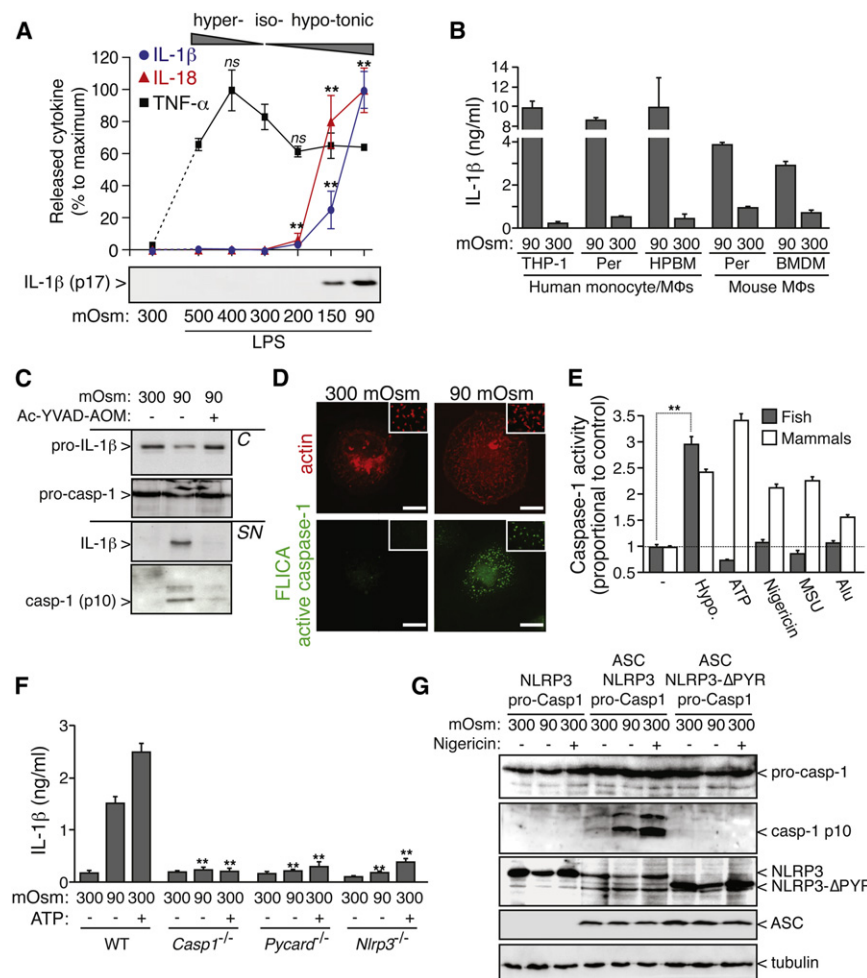 A
hyper- iso- hypo-tonic
IL-1β
IL-18
TNF-α
Released cytokine
(% to maximum)
120
100
80
60
40
20
0
ns
ns
**
**
**
**
IL-1β (p17) >
mOsm: 300 500 400 300 200 150 90
LPS
B
IL-1β (ng/ml)
14
12
10
8
4
2
0
mOsm: 90 300 90 300 90 300 90 300 90 300
THP-1 Per HPBM Per BMDM
Human monocyte/MΦs Mouse MΦs
C
mOsm: 300 90 90
Ac-YVAD-AOM: - - +
pro-IL-1β > C
pro-casp-1 >
IL-1β > SN
casp-1 (p10) >
D
300 mOsm 90 mOsm
actin
FLICA
active caspase-1
E
Caspase-1 activity
(proportional to control)
3.5
3
2.5
2
1.5
1
0.5
**
Fish
Mammals
- Hypo. ATP Nigericin MSU Alu
F
IL-1β (ng/ml)
3
2
1
0
** ** ** ** ** **
mOsm: 300 90 300 300 90 300 300 90 300 300 90 300
ATP: - - + - - + - - + - - +
WT Casp1-/- Pycard-/- Nlrp3-/-
G
ASC ASC
NLRP3 NLRP3 NLRP3-ΔPYR
pro-Casp1 pro-Casp1 pro-Casp1
mOsm: 300 90 300 300 90 300 300 90 300
Nigericin: - - + - - + - - +
< pro-casp-1
< casp-1 p10
< NLRP3
< NLRP3-ΔPYR
< ASC
< tubulin